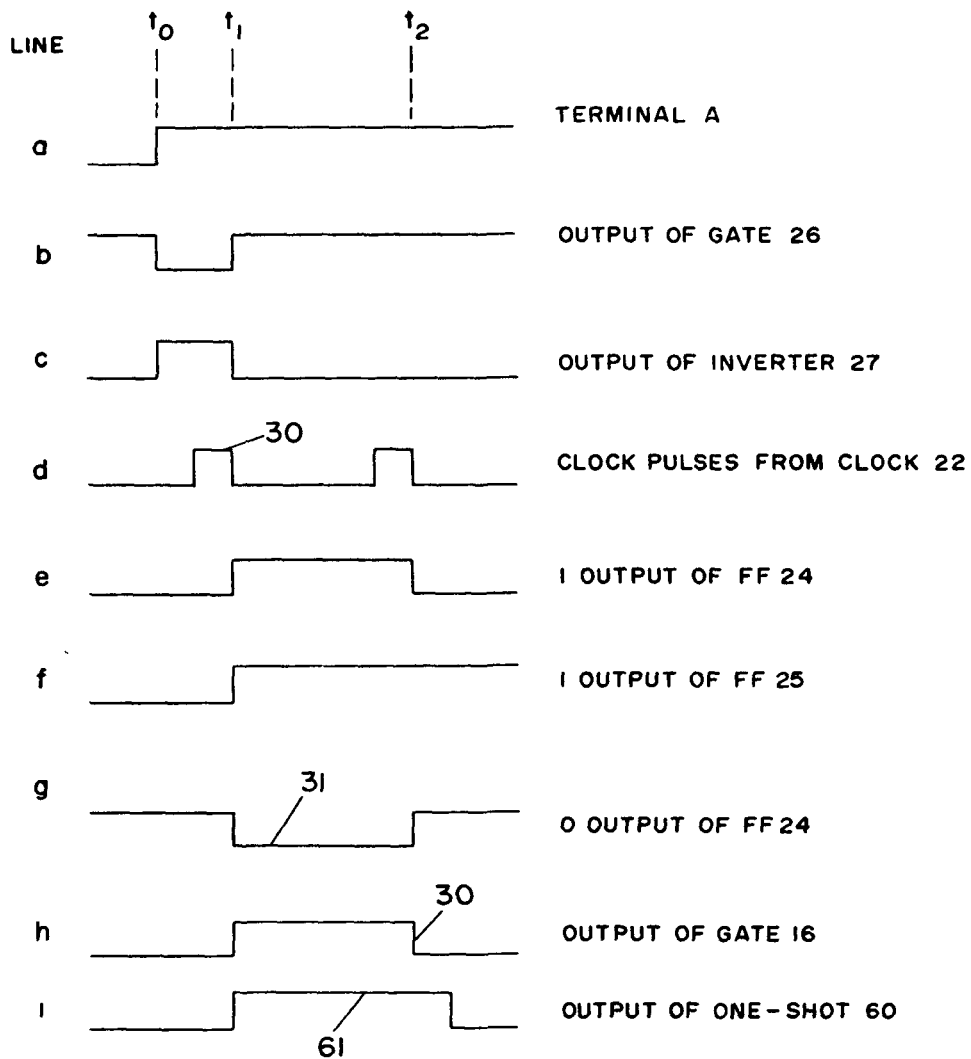 t0 t1 t2
LINE
a TERMINAL A
b OUTPUT OF GATE 26
c OUTPUT OF INVERTER 27
30
d CLOCK PULSES FROM CLOCK 22
e 1 OUTPUT OF FF 24
f 1 OUTPUT OF FF 25
g 31 0 OUTPUT OF FF 24
30
h OUTPUT OF GATE 16
i OUTPUT OF ONE-SHOT 60
61